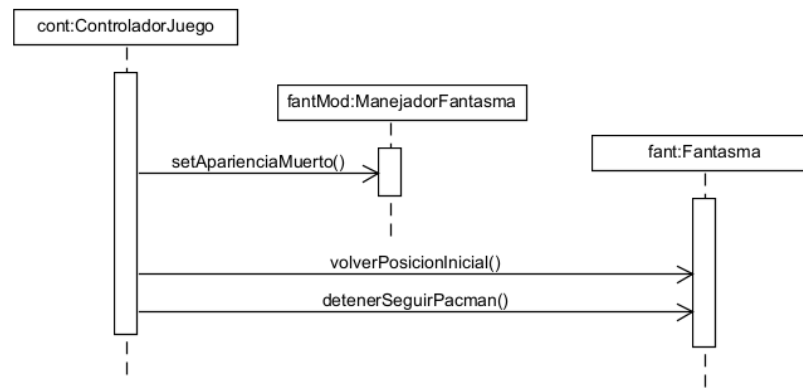 cont:ControladorJuego
fantMod:ManejadorFantasma
fant:Fantasma
setAparienciaMuerto()
volverPosicionInicial()
detenerSeguirPacman()